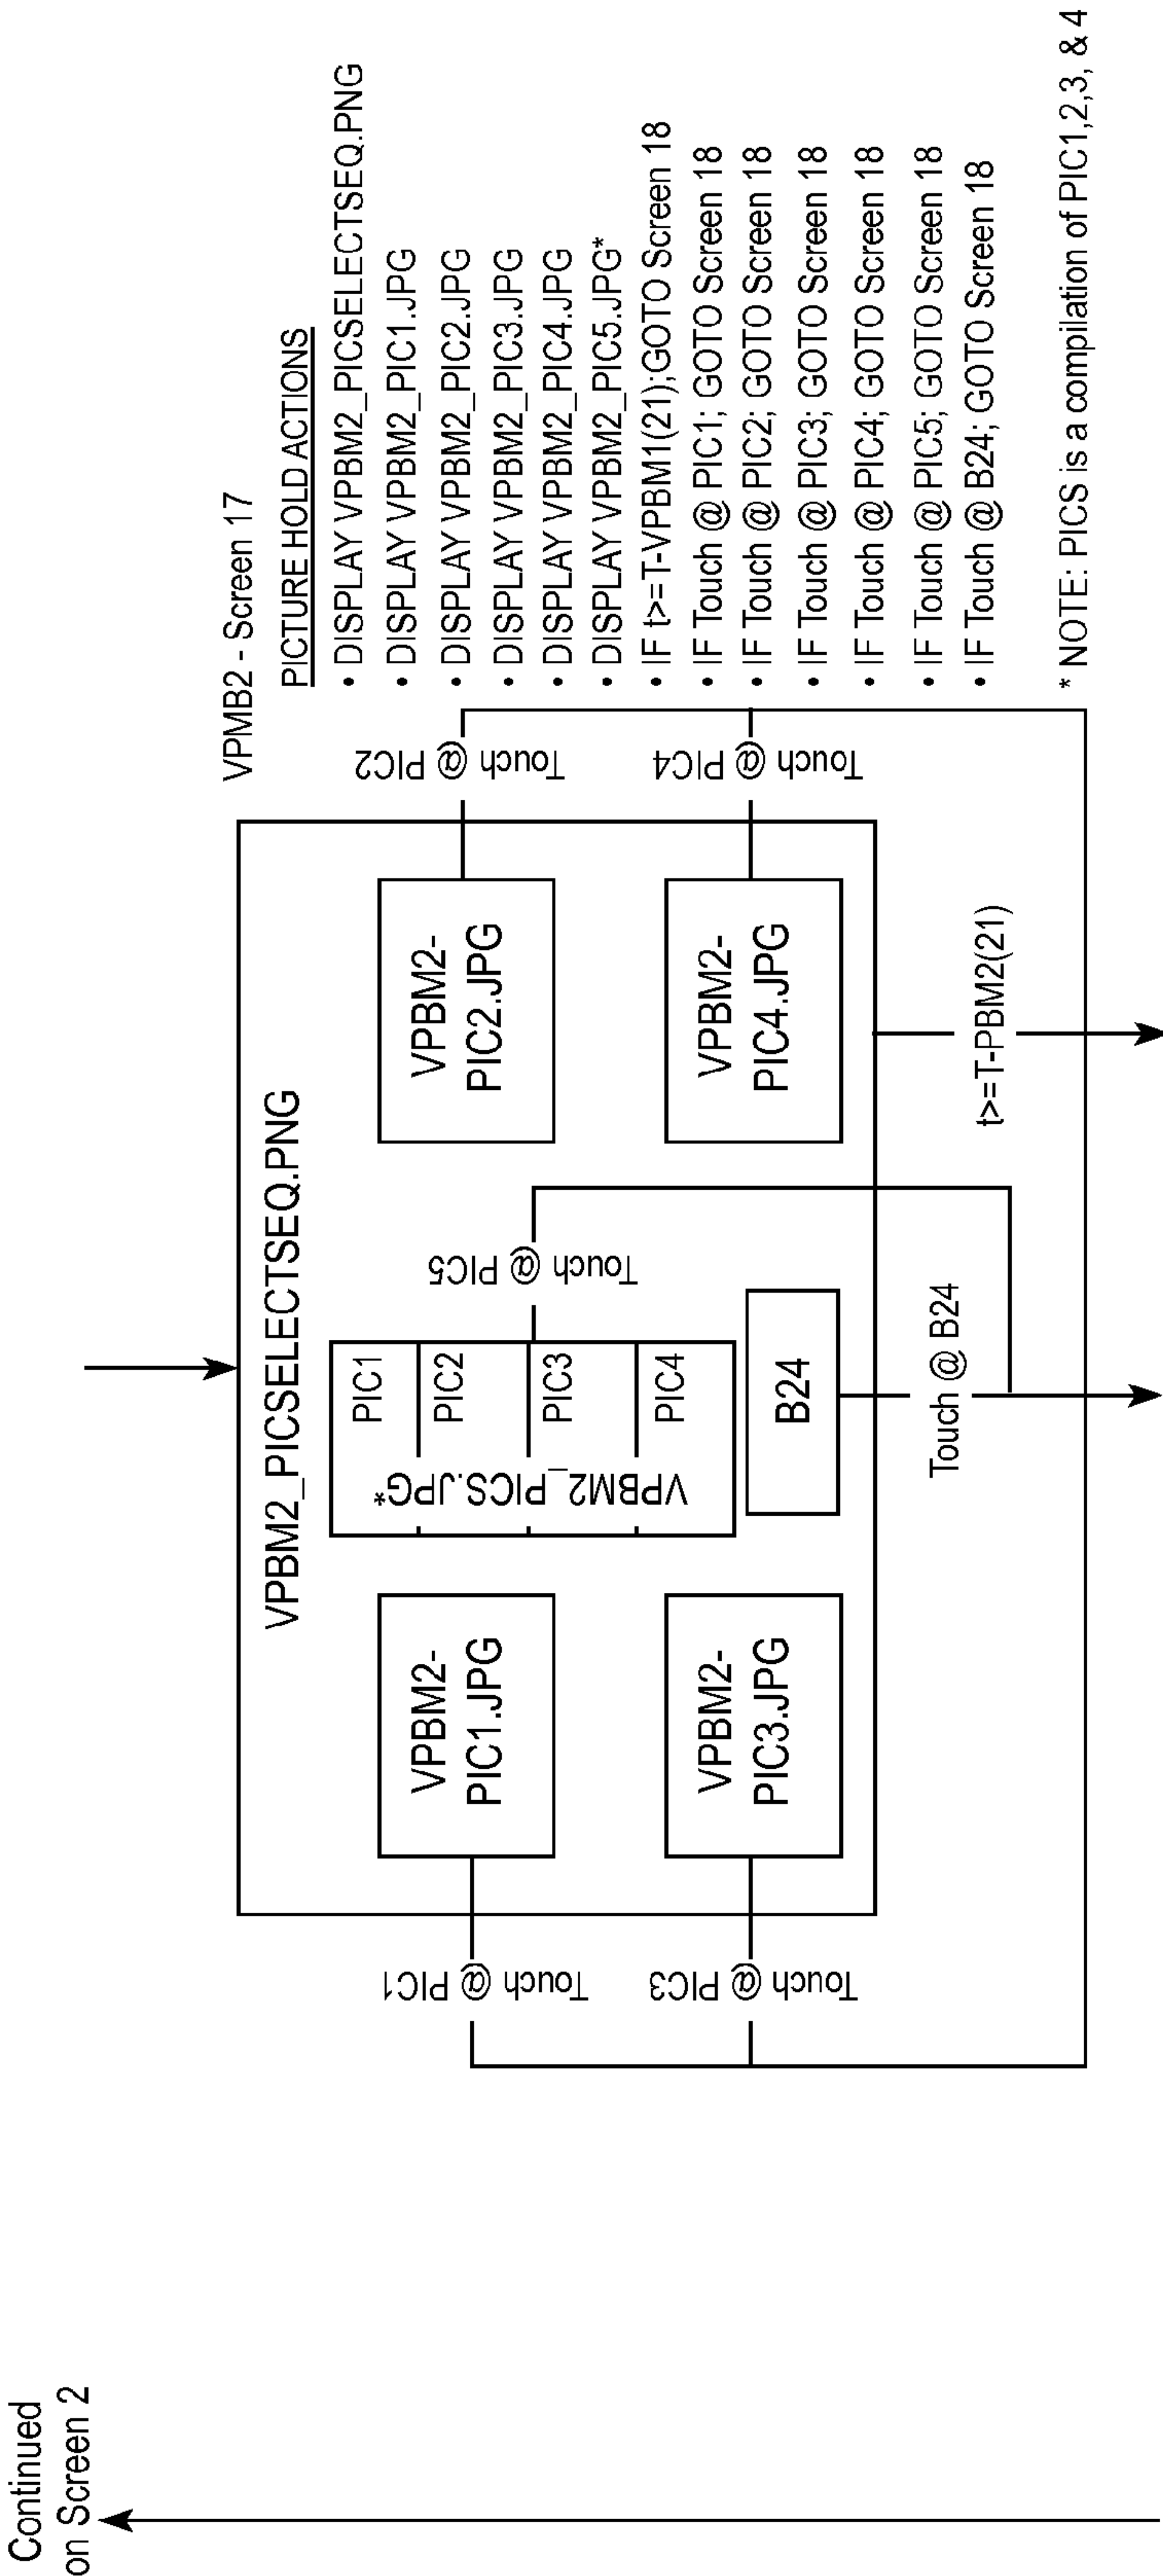 Continued
on Screen 2
VPMB2 - Screen 17
PICTURE HOLD ACTIONS
• DISPLAY VPBM2_PICSELECTSEQ.PNG
• DISPLAY VPBM2_PIC1.JPG
• DISPLAY VPBM2_PIC2.JPG
• DISPLAY VPBM2_PIC3.JPG
• DISPLAY VPBM2_PIC4.JPG
• DISPLAY VPBM2_PIC5.JPG*
• IF t>=T-VPBM1(21);GOTO Screen 18
• IF Touch @ PIC1; GOTO Screen 18
• IF Touch @ PIC2; GOTO Screen 18
• IF Touch @ PIC3; GOTO Screen 18
• IF Touch @ PIC4; GOTO Screen 18
• IF Touch @ PIC5; GOTO Screen 18
• IF Touch @ B24; GOTO Screen 18
* NOTE: PICS is a compilation of PIC1,2,3, & 4
VPBM2_PICSELECTSEQ.PNG
Touch @ PIC1
VPBM2-
PIC1.JPG
VPBM2_PICS.JPG*
PIC1
PIC2
PIC3
PIC4
Touch @ PIC5
VPBM2-
PIC2.JPG
Touch @ PIC2
Touch @ PIC3
VPBM2-
PIC3.JPG
B24
VPBM2-
PIC4.JPG
Touch @ PIC4
Touch @ B24
t>=T-PBM2(21)